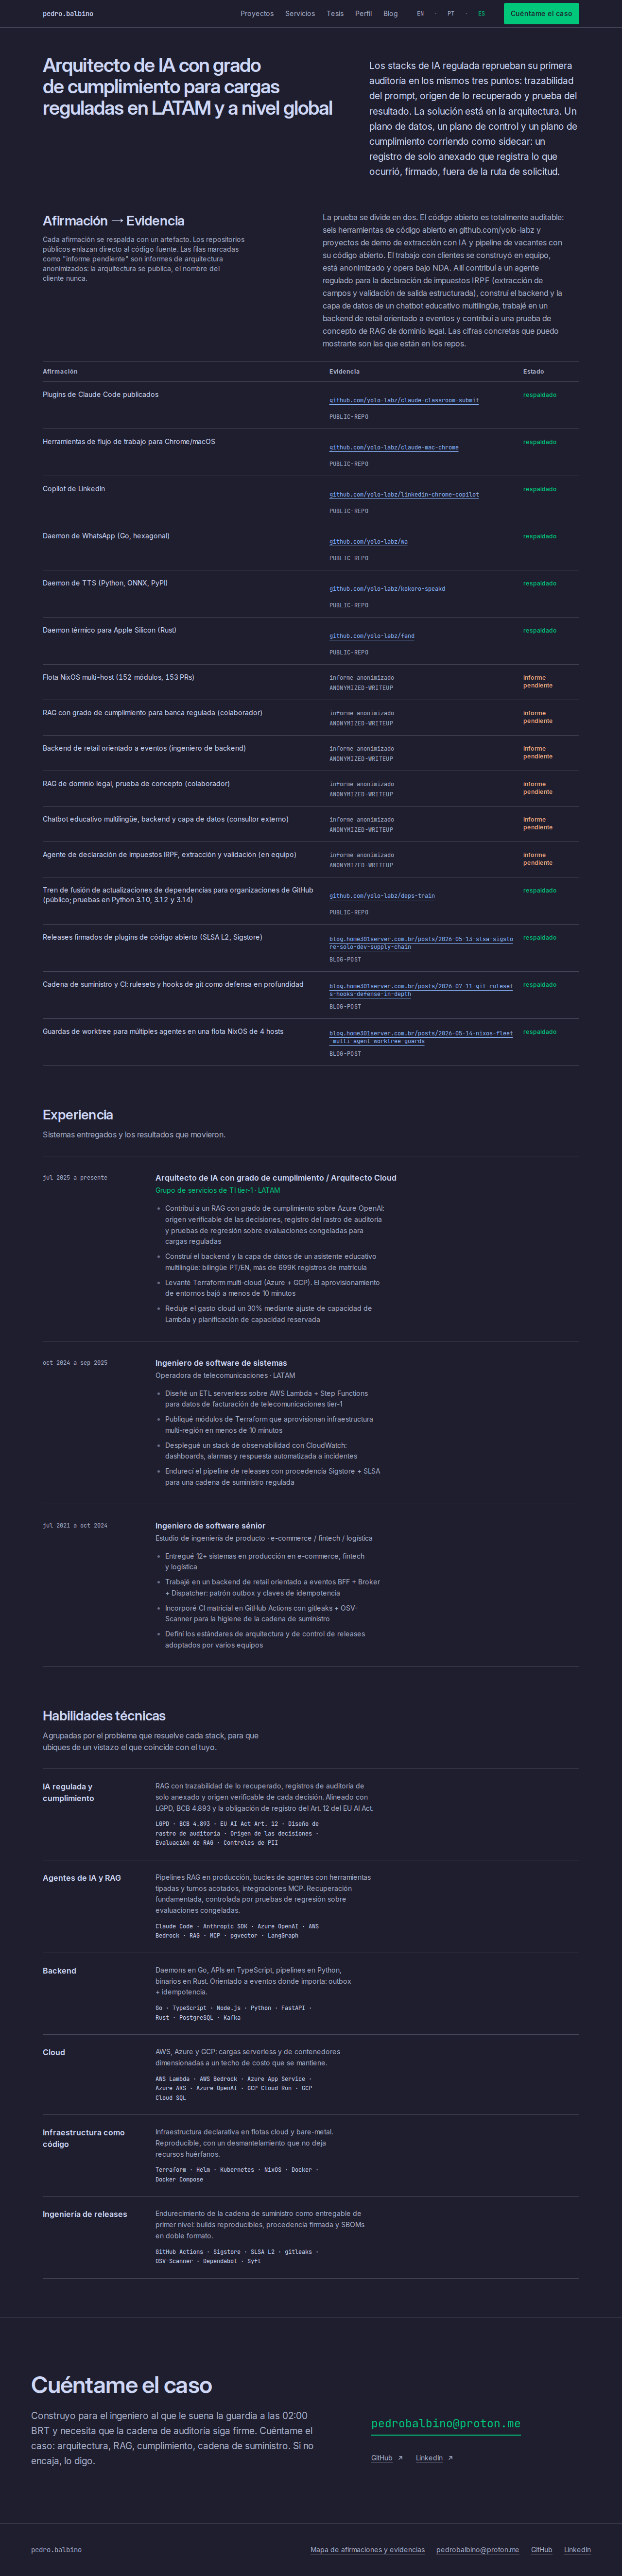 pedro.balbino
Proyectos Servicios Tesis Perfil Blog EN · PT · ES Cuéntame el caso
Arquitecto de IA con grado
de cumplimiento para cargas
reguladas en LATAM y a nivel global
Los stacks de IA regulada reprueban su primera
auditoría en los mismos tres puntos: trazabilidad
del prompt, origen de lo recuperado y prueba del
resultado. La solución está en la arquitectura. Un
plano de datos, un plano de control y un plano de
cumplimiento corriendo como sidecar: un
registro de solo anexado que registra lo que
ocurrió, firmado, fuera de la ruta de solicitud.
Afirmación → Evidencia
Cada afirmación se respalda con un artefacto. Los repositorios
públicos enlazan directo al código fuente. Las filas marcadas
como "informe pendiente" son informes de arquitectura
anonimizados: la arquitectura se publica, el nombre del
cliente nunca.
La prueba se divide en dos. El código abierto es totalmente auditable:
seis herramientas de código abierto en github.com/yolo-labz y
proyectos de demo de extracción con IA y pipeline de vacantes con
su código abierto. El trabajo con clientes se construyó en equipo,
está anonimizado y opera bajo NDA. Allí contribuí a un agente
regulado para la declaración de impuestos IRPF (extracción de
campos y validación de salida estructurada), construí el backend y la
capa de datos de un chatbot educativo multilingüe, trabajé en un
backend de retail orientado a eventos y contribuí a una prueba de
concepto de RAG de dominio legal. Las cifras concretas que puedo
mostrarte son las que están en los repos.
Afirmación Evidencia Estado
Plugins de Claude Code publicados
github.com/yolo-labz/claude-classroom-submit
PUBLIC-REPO
respaldado
Herramientas de flujo de trabajo para Chrome/macOS
github.com/yolo-labz/claude-mac-chrome
PUBLIC-REPO
respaldado
Copiloto de LinkedIn
github.com/yolo-labz/linkedin-chrome-copilot
PUBLIC-REPO
respaldado
Daemon de WhatsApp (Go, hexagonal)
github.com/yolo-labz/wa
PUBLIC-REPO
respaldado
Daemon de TTS (Python, ONNX, PyPI)
github.com/yolo-labz/kokoro-speakd
PUBLIC-REPO
respaldado
Daemon térmico para Apple Silicon (Rust)
github.com/yolo-labz/fand
PUBLIC-REPO
respaldado
Flota NixOS multi-host (152 módulos, 153 PRs)
informe anonimizado
ANONYMIZED-WRITEUP
informe
pendiente
RAG con grado de cumplimiento para banca regulada (colaborador)
informe anonimizado
ANONYMIZED-WRITEUP
informe
pendiente
Backend de retail orientado a eventos (ingeniero de backend)
informe anonimizado
ANONYMIZED-WRITEUP
informe
pendiente
RAG de dominio legal, prueba de concepto (colaborador)
informe anonimizado
ANONYMIZED-WRITEUP
informe
pendiente
Chatbot educativo multilingüe, backend y capa de datos (consultor externo)
informe anonimizado
ANONYMIZED-WRITEUP
informe
pendiente
Agente de declaración de impuestos IRPF, extracción y validación (en equipo)
informe anonimizado
ANONYMIZED-WRITEUP
informe
pendiente
Tren de fusión de actualizaciones de dependencias para organizaciones de GitHub
(público; pruebas en Python 3.10, 3.12 y 3.14)
github.com/yolo-labz/deps-train
PUBLIC-REPO
respaldado
Releases firmados de plugins de código abierto (SLSA L2, Sigstore)
blog.home301server.com.br/posts/2026-05-13-slsa-sigsto
re-solo-dev-supply-chain
BLOG-POST
respaldado
Cadena de suministro y CI: rulesets y hooks de git como defensa en profundidad
blog.home301server.com.br/posts/2026-07-11-git-ruleset
s-hooks-defense-in-depth
BLOG-POST
respaldado
Guardas de worktree para múltiples agentes en una flota NixOS de 4 hosts
blog.home301server.com.br/posts/2026-05-14-nixos-fleet
-multi-agent-worktree-guards
BLOG-POST
respaldado
Experiencia
Sistemas entregados y los resultados que movieron.
jul 2025 a presente
Arquitecto de IA con grado de cumplimiento / Arquitecto Cloud
Grupo de servicios de TI tier-1 · LATAM
• Contribuí a un RAG con grado de cumplimiento sobre Azure OpenAI:
origen verificable de las decisiones, registro del rastro de auditoría
y pruebas de regresión sobre evaluaciones congeladas para
cargas reguladas
• Construí el backend y la capa de datos de un asistente educativo
multilingüe: bilingüe PT/EN, más de 699K registros de matrícula
• Levanté Terraform multi-cloud (Azure + GCP). El aprovisionamiento
de entornos bajó a menos de 10 minutos
• Reduje el gasto cloud un 30% mediante ajuste de capacidad de
Lambda y planificación de capacidad reservada
oct 2024 a sep 2025
Ingeniero de software de sistemas
Operadora de telecomunicaciones · LATAM
• Diseñé un ETL serverless sobre AWS Lambda + Step Functions
para datos de facturación de telecomunicaciones tier-1
• Publiqué módulos de Terraform que aprovisionan infraestructura
multi-región en menos de 10 minutos
• Desplegué un stack de observabilidad con CloudWatch:
dashboards, alarmas y respuesta automatizada a incidentes
• Endurecí el pipeline de releases con procedencia Sigstore + SLSA
para una cadena de suministro regulada
jul 2021 a oct 2024
Ingeniero de software sénior
Estudio de ingeniería de producto · e-commerce / fintech / logística
• Entregué 12+ sistemas en producción en e-commerce, fintech
y logística
• Trabajé en un backend de retail orientado a eventos BFF + Broker
+ Dispatcher: patrón outbox y claves de idempotencia
• Incorporé CI matricial en GitHub Actions con gitleaks + OSV-
Scanner para la higiene de la cadena de suministro
• Definí los estándares de arquitectura y de control de releases
adoptados por varios equipos
Habilidades técnicas
Agrupadas por el problema que resuelve cada stack, para que
ubiques de un vistazo el que coincide con el tuyo.
IA regulada y
cumplimiento
RAG con trazabilidad de lo recuperado, registros de auditoría de
solo anexado y origen verificable de cada decisión. Alineado con
LGPD, BCB 4.893 y la obligación de registro del Art. 12 del EU AI Act.
LGPD · BCB 4.893 · EU AI Act Art. 12 · Diseño de
rastro de auditoría · Origen de las decisiones ·
Evaluación de RAG · Controles de PII
Agentes de IA y RAG
Pipelines RAG en producción, bucles de agentes con herramientas
tipadas y turnos acotados, integraciones MCP. Recuperación
fundamentada, controlada por pruebas de regresión sobre
evaluaciones congeladas.
Claude Code · Anthropic SDK · Azure OpenAI · AWS
Bedrock · RAG · MCP · pgvector · LangGraph
Backend
Daemons en Go, APIs en TypeScript, pipelines en Python,
binarios en Rust. Orientado a eventos donde importa: outbox
+ idempotencia.
Go · TypeScript · Node.js · Python · FastAPI ·
Rust · PostgreSQL · Kafka
Cloud
AWS, Azure y GCP: cargas serverless y de contenedores
dimensionadas a un techo de costo que se mantiene.
AWS Lambda · AWS Bedrock · Azure App Service ·
Azure AKS · Azure OpenAI · GCP Cloud Run · GCP
Cloud SQL
Infraestructura como
código
Infraestructura declarativa en flotas cloud y bare-metal.
Reproducible, con un desmantelamiento que no deja
recursos huérfanos.
Terraform · Helm · Kubernetes · NixOS · Docker ·
Docker Compose
Ingeniería de releases
Endurecimiento de la cadena de suministro como entregable de
primer nivel: builds reproducibles, procedencia firmada y SBOMs
en doble formato.
GitHub Actions · Sigstore · SLSA L2 · gitleaks ·
OSV-Scanner · Dependabot · Syft
Cuéntame el caso
Construyo para el ingeniero al que le suena la guardia a las 02:00
BRT y necesita que la cadena de auditoría siga firme. Cuéntame el
caso: arquitectura, RAG, cumplimiento, cadena de suministro. Si no
encaja, lo digo.
pedrobalbino@proton.me
GitHub ↗ LinkedIn ↗
pedro.balbino
Mapa de afirmaciones y evidencias pedrobalbino@proton.me GitHub LinkedIn